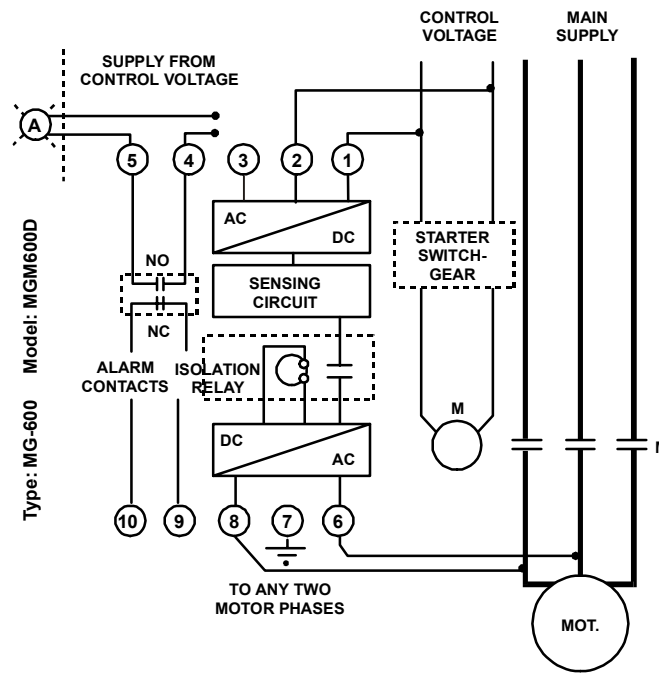 CONTROL
VOLTAGE
MAIN
SUPPLY
SUPPLY FROM
CONTROL VOLTAGE
A
5
4
3
2
1
AC
DC
STARTER
SWITCH-
GEAR
NO
SENSING
CIRCUIT
NC
ALARM
CONTACTS
ISOLATION
RELAY
M
DC
AC
10
9
8
7
6
TO ANY TWO
MOTOR PHASES
MOT.
Type: MG-600 Model: MGM600D